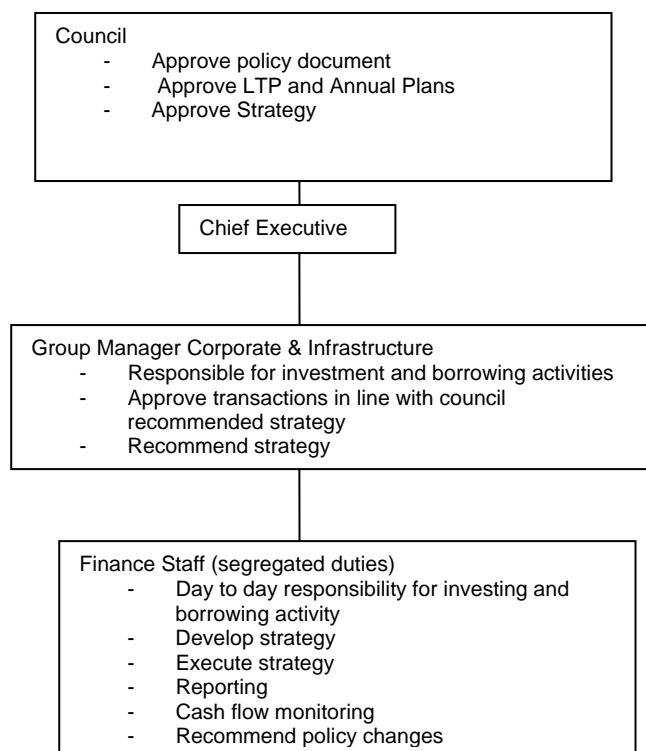 Council
- Approve policy document
- Approve LTP and Annual Plans
- Approve Strategy
Chief Executive
Group Manager Corporate & Infrastructure
- Responsible for investment and borrowing activities
- Approve transactions in line with council
recommended strategy
- Recommend strategy
Finance Staff (segregated duties)
- Day to day responsibility for investing and
borrowing activity
- Develop strategy
- Execute strategy
- Reporting
- Cash flow monitoring
- Recommend policy changes